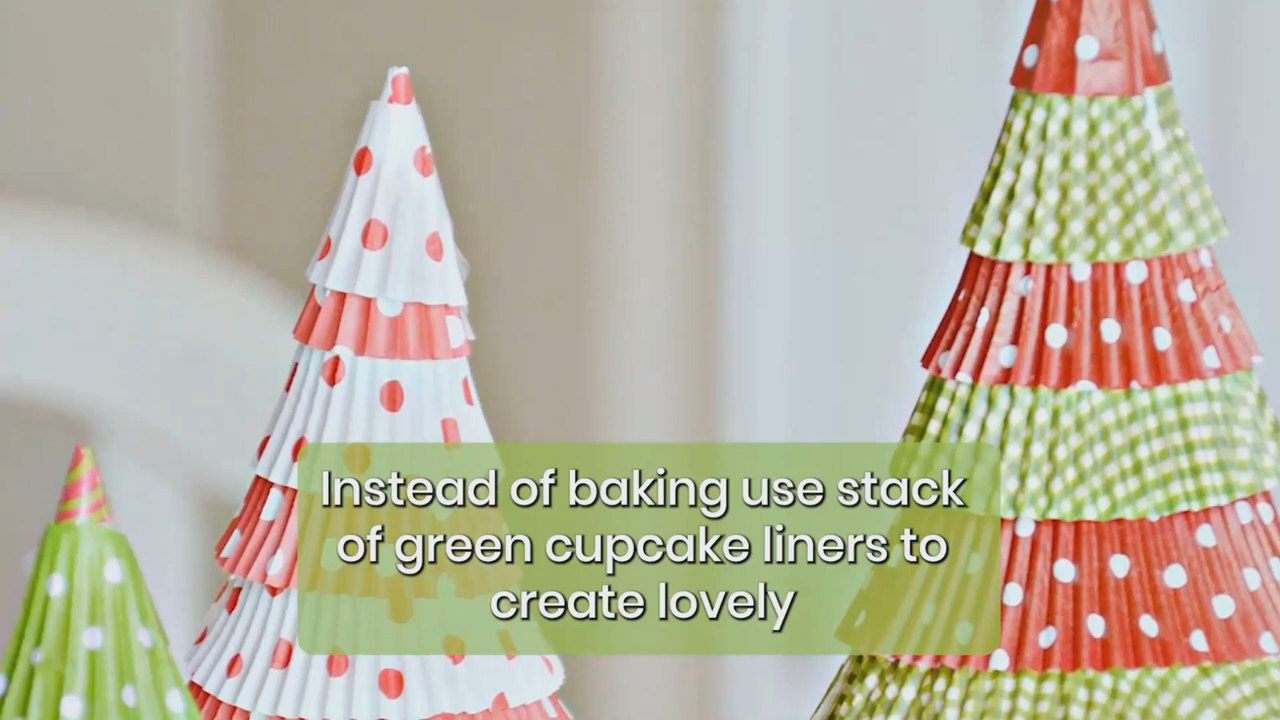 Instead of baking use stack
of green cupcake liners to
create lovely